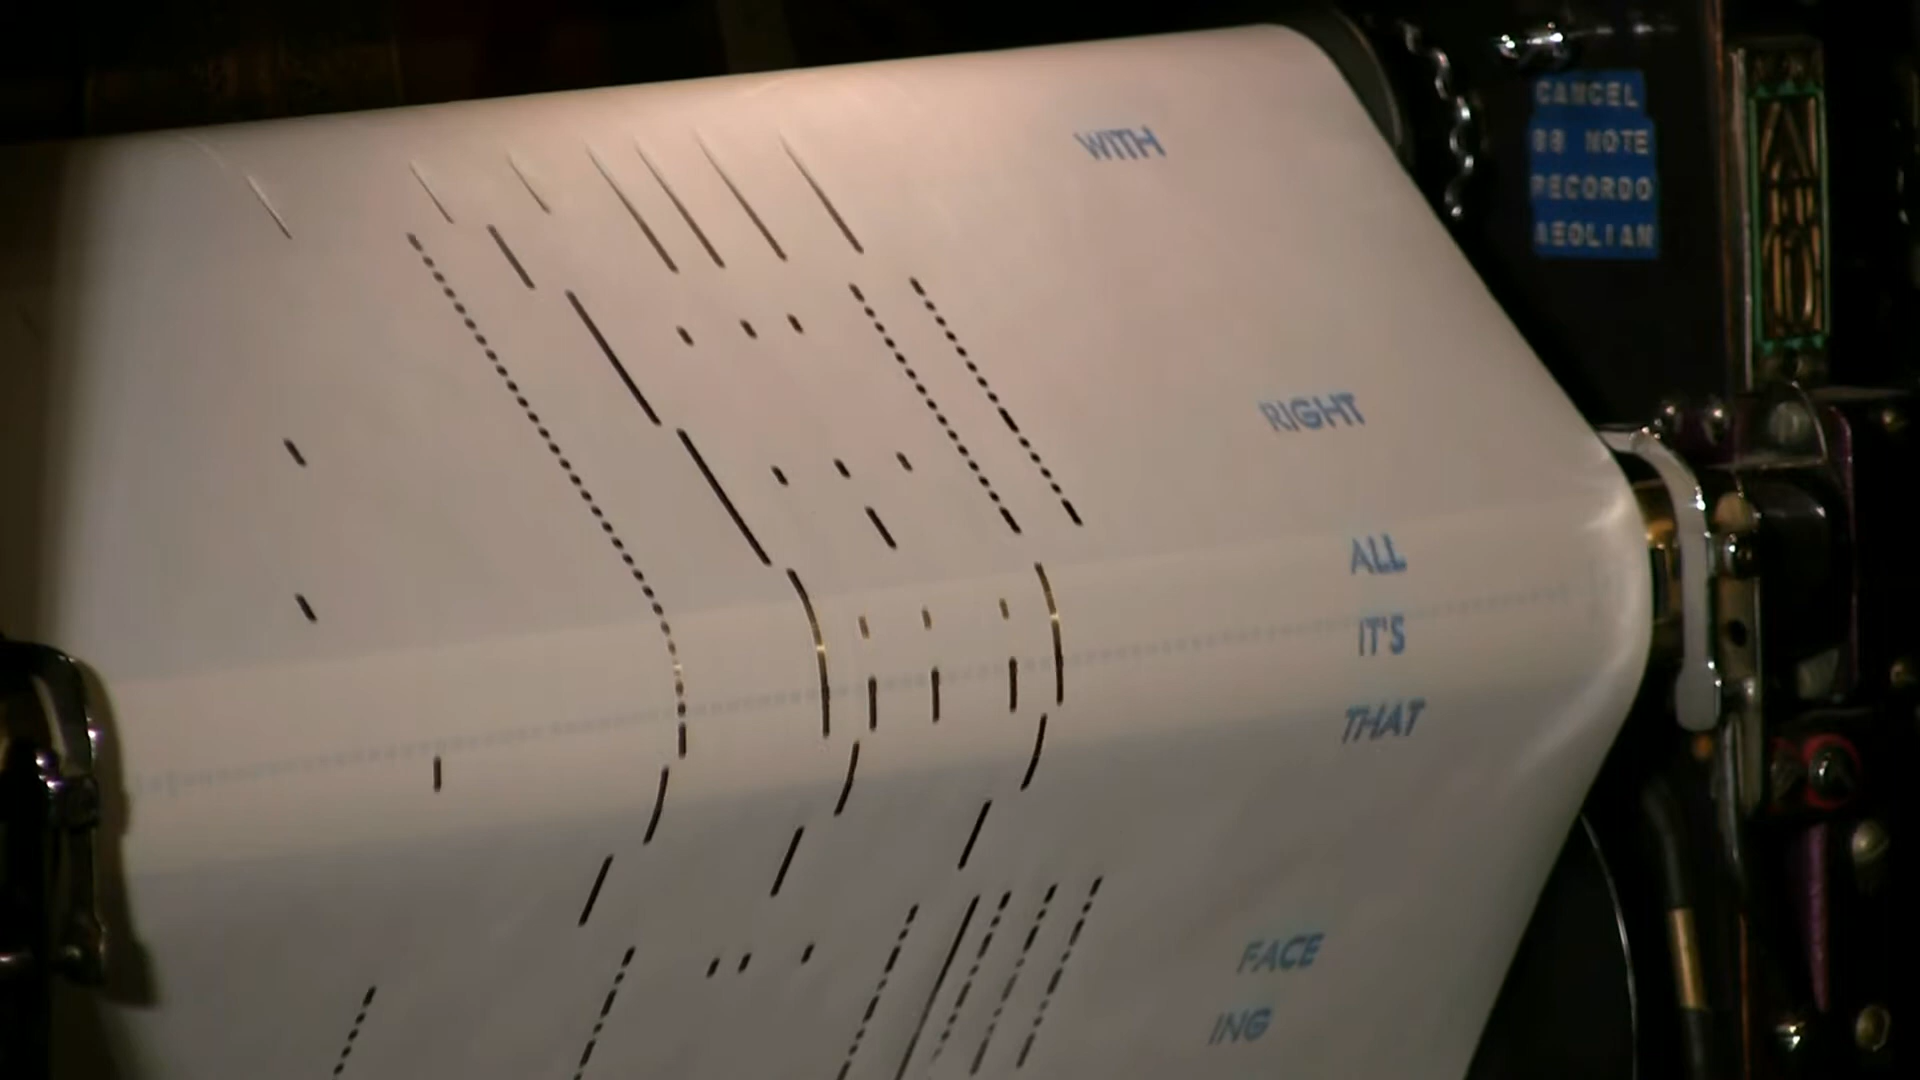 WITH
RIGHT
ALL
IT'S
THAT
FACE
ING
CANCEL
88 NOTE
RECORDO
AEOLIAN